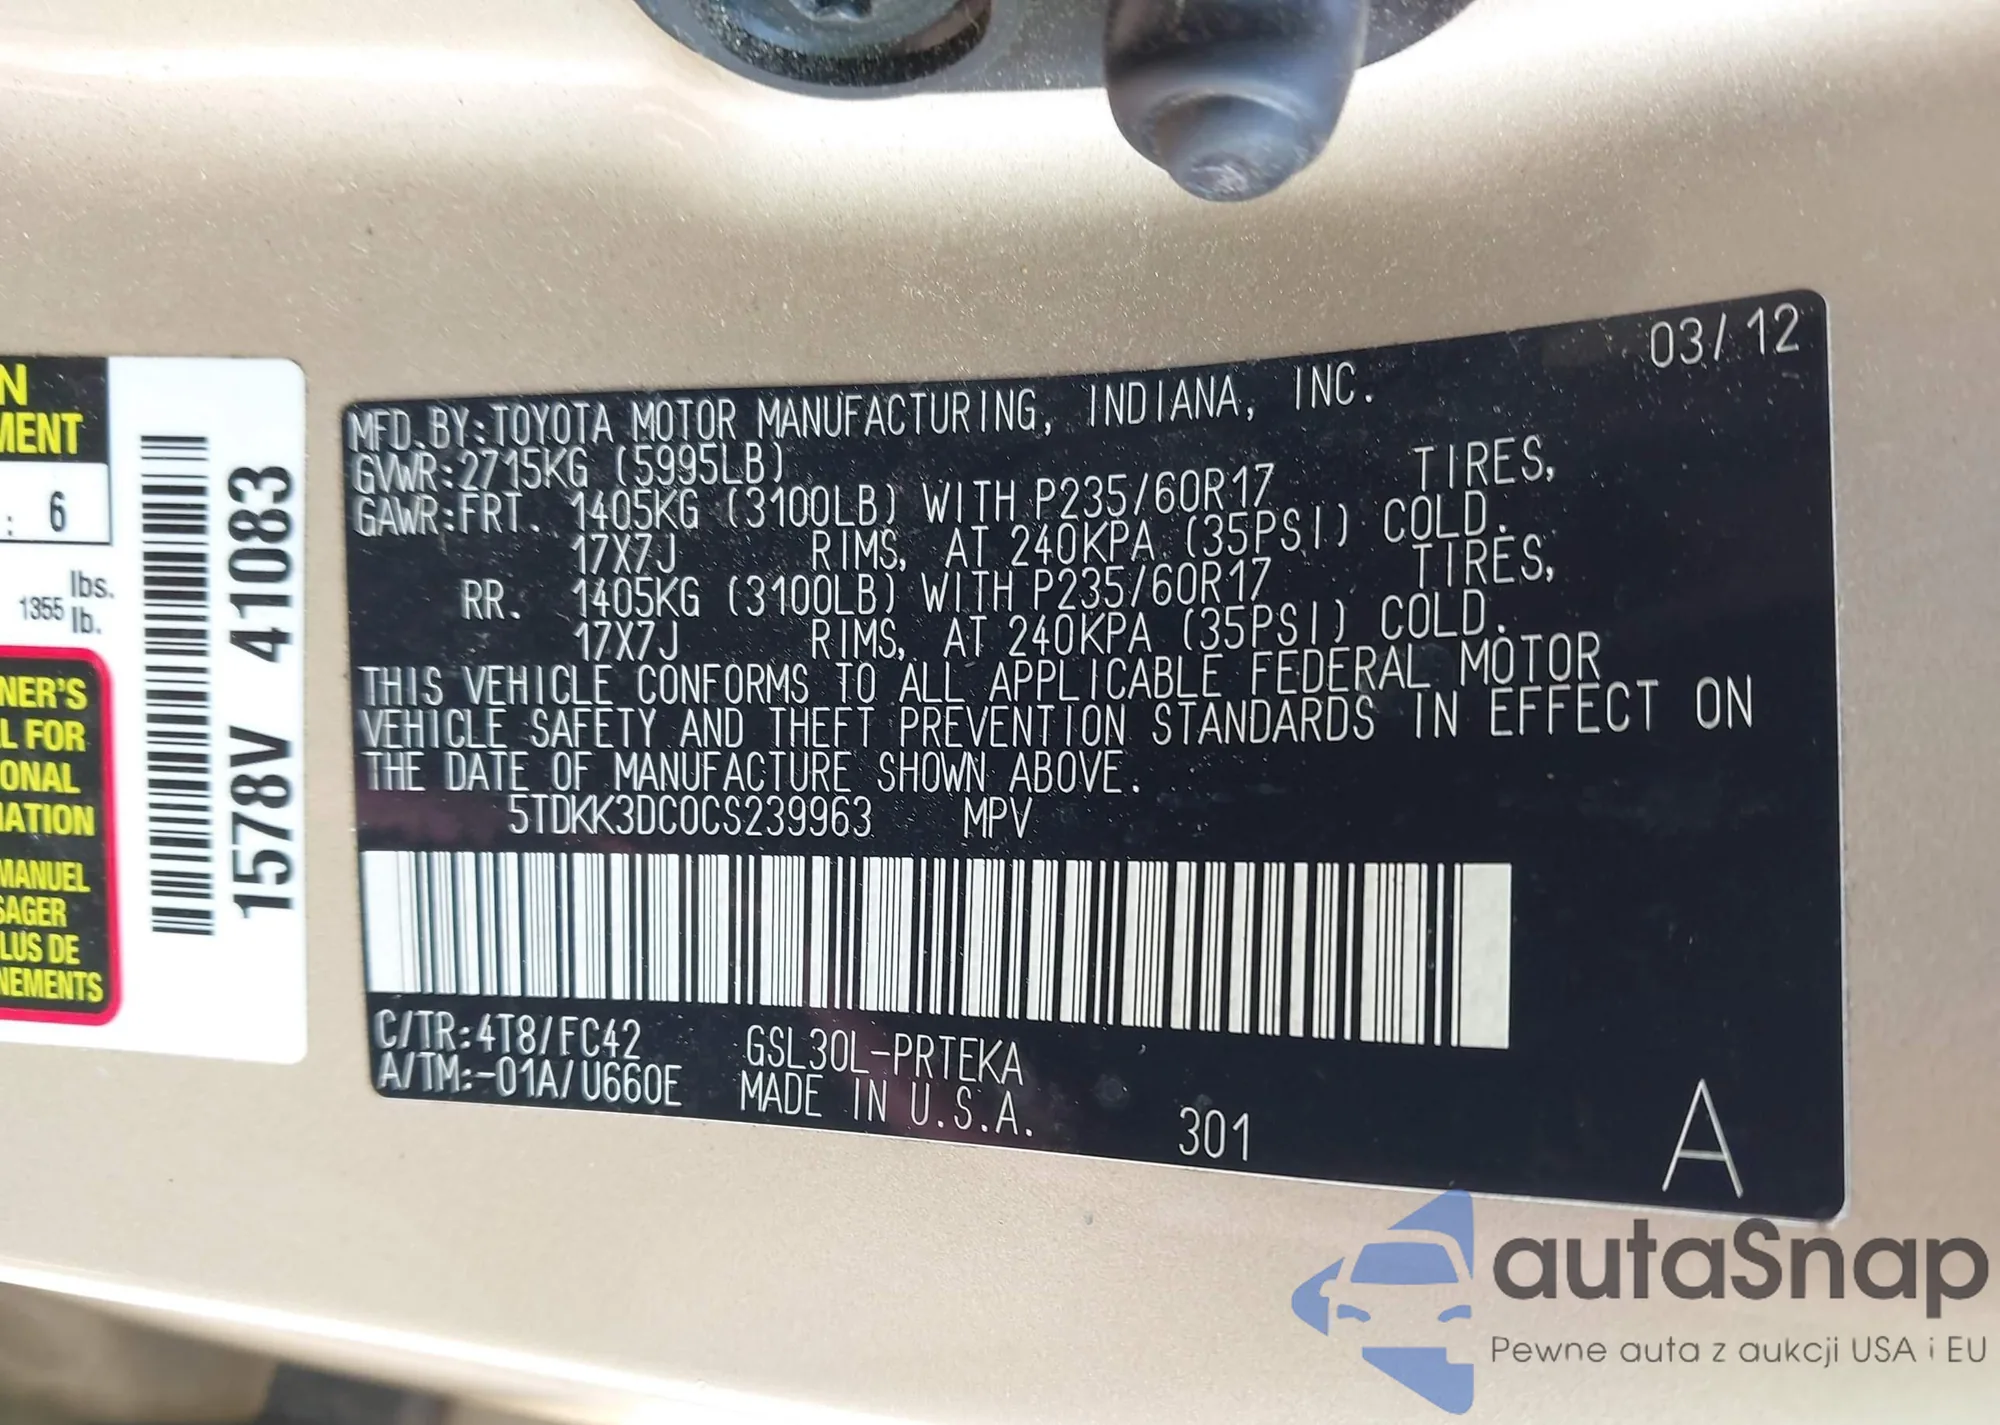 N
MENT
: 6
lbs.
1355 lb.
NER'S
L FOR
ONAL
MATION
MANUEL
SAGER
LUS DE
NEMENTS
1578V 41083
03/12
MFD.BY:TOYOTA MOTOR MANUFACTURING, INDIANA, INC.
GVWR:2715KG (5995LB)
GAWR:FRT. 1405KG (3100LB) WITH P235/60R17 TIRES,
17X7J RIMS, AT 240KPA (35PSI) COLD.
RR. 1405KG (3100LB) WITH P235/60R17 TIRES,
17X7J RIMS, AT 240KPA (35PSI) COLD.
THIS VEHICLE CONFORMS TO ALL APPLICABLE FEDERAL MOTOR
VEHICLE SAFETY AND THEFT PREVENTION STANDARDS IN EFFECT ON
THE DATE OF MANUFACTURE SHOWN ABOVE.
5TDKK3DC0CS239963 MPV
C/TR:4T8/FC42 GSL30L-PRTEKA
A/TM:-01A/U660E MADE IN U.S.A.
301
A
autaSnap
Pewne auta z aukcji USA i EU